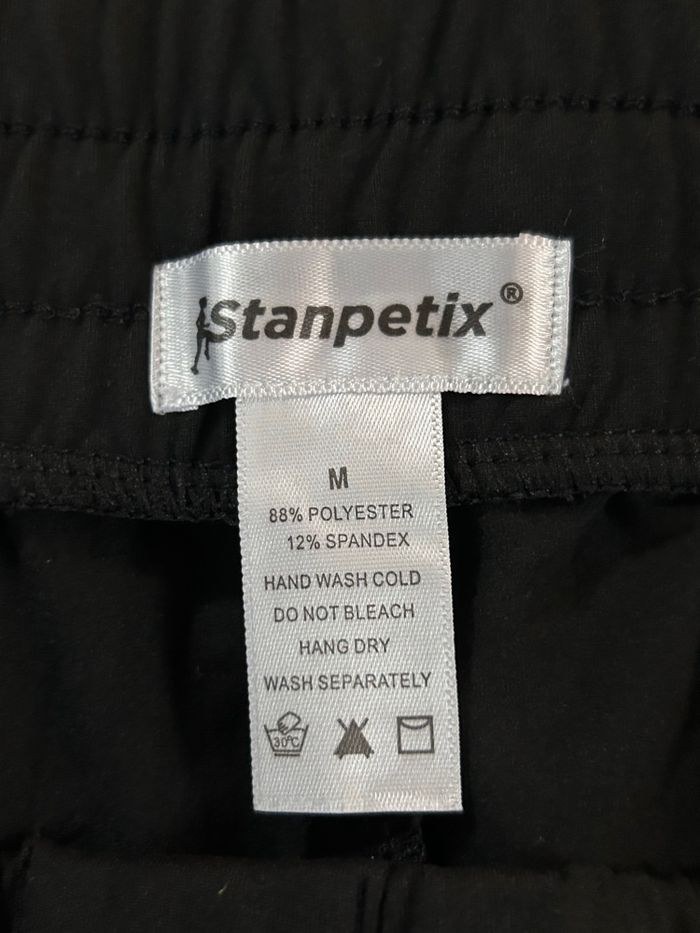 Stanpetix®
M
88% POLYESTER
12% SPANDEX
HAND WASH COLD
DO NOT BLEACH
HANG DRY
WASH SEPARATELY
30°C